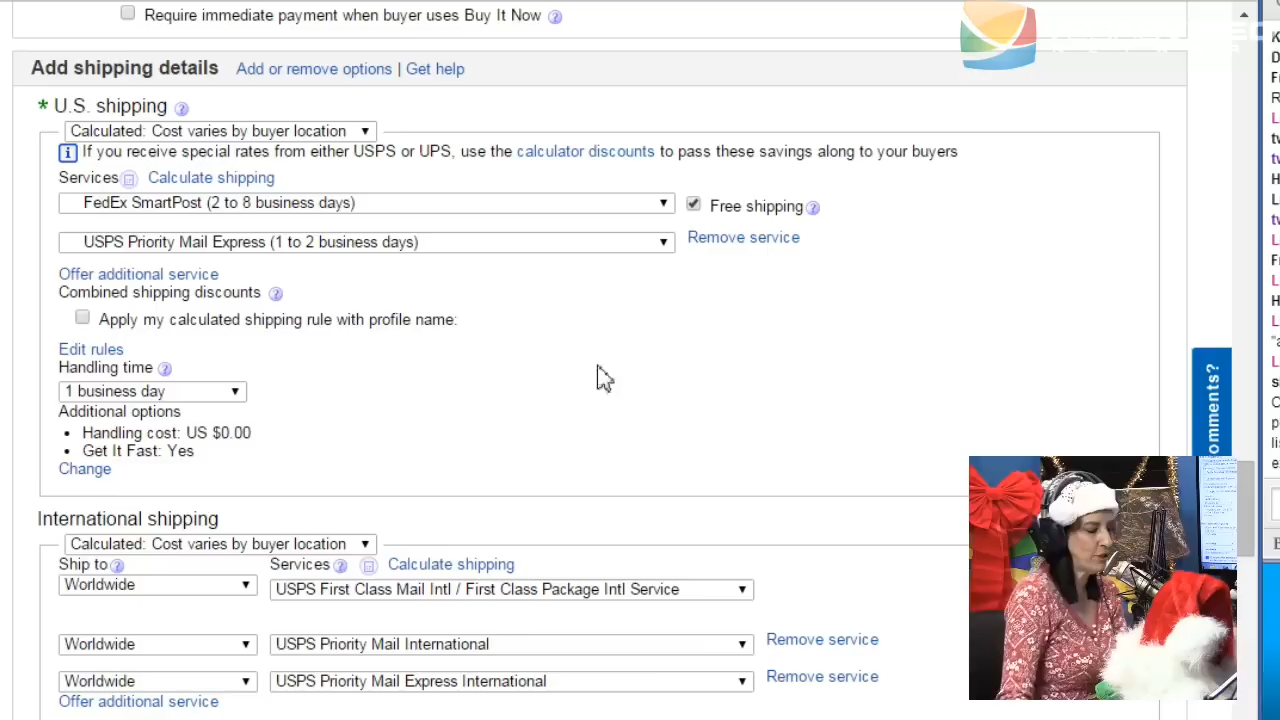 Require immediate payment when buyer uses Buy It Now ?
Add shipping details Add or remove options | Get help
* U.S. shipping ?
Calculated: Cost varies by buyer location
i If you receive special rates from either USPS or UPS, use the calculator discounts to pass these savings along to your buyers
Services Calculate shipping
FedEx SmartPost (2 to 8 business days) Free shipping ?
USPS Priority Mail Express (1 to 2 business days) Remove service
Offer additional service
Combined shipping discounts ?
Apply my calculated shipping rule with profile name:
Edit rules
Handling time ?
1 business day
Additional options
• Handling cost: US $0.00
• Get It Fast: Yes
Change
omments?
International shipping
Calculated: Cost varies by buyer location
Ship to ? Services ? Calculate shipping
Worldwide USPS First Class Mail Intl / First Class Package Intl Service
Worldwide USPS Priority Mail International Remove service
Worldwide USPS Priority Mail Express International Remove service
Offer additional service